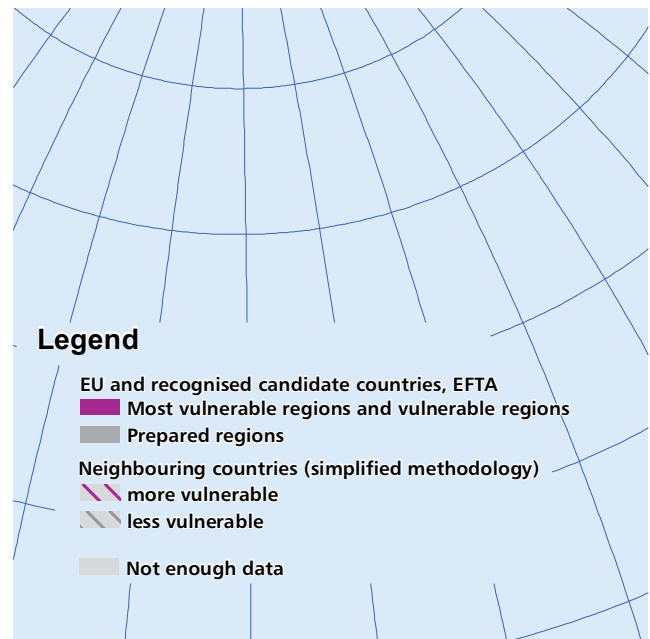 Legend
EU and recognised candidate countries, EFTA
Most vulnerable regions and vulnerable regions
Prepared regions
Neighbouring countries (simplified methodology)
more vulnerable
less vulnerable
Not enough data